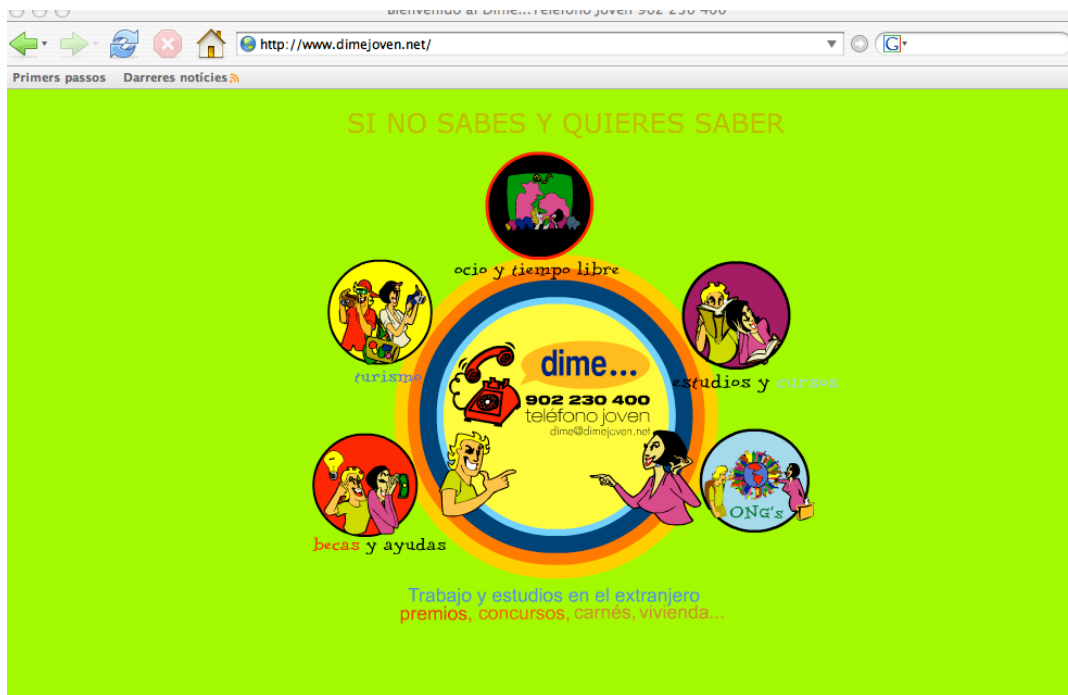 Bienvenido al Dime...Teléfono Joven 902 230 400
http://www.dimejoven.net/
G
Primers passos Darreres notícies
SI NO SABES Y QUIERES SABER
ocio y tiempo libre
turismo
estudios y cursos
dime...
902 230 400
teléfono joven
dime@dimejoven.net
ONG's
becas y ayudas
Trabajo y estudios en el extranjero
premios, concursos, carnés, vivienda...